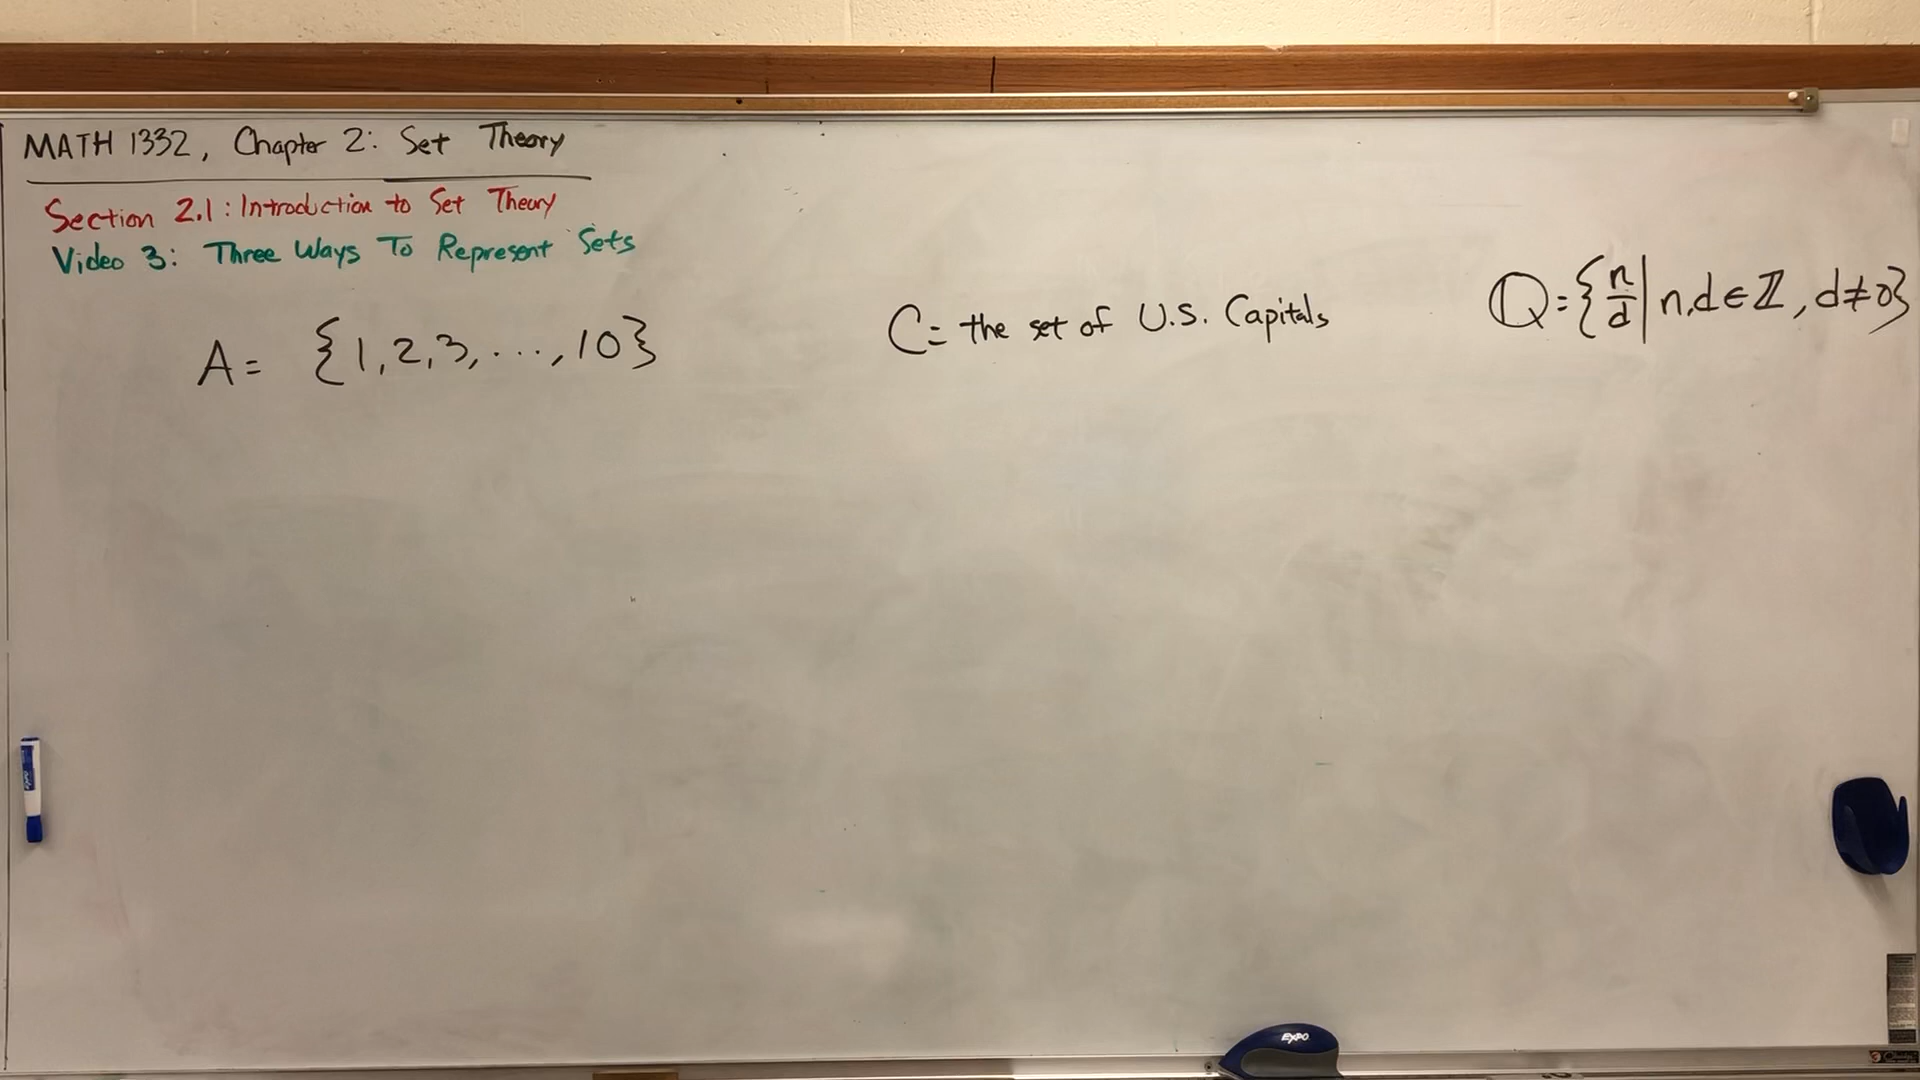 MATH 1332, Chapter 2: Set Theory
Section 2.1: Introduction to Set Theory
Video 3: Three Ways To Represent Sets
A = {1,2,3,...,10}
C = the set of U.S. Capitals
ℚ = {n/d | n,d ∈ ℤ, d≠0}
EXPO